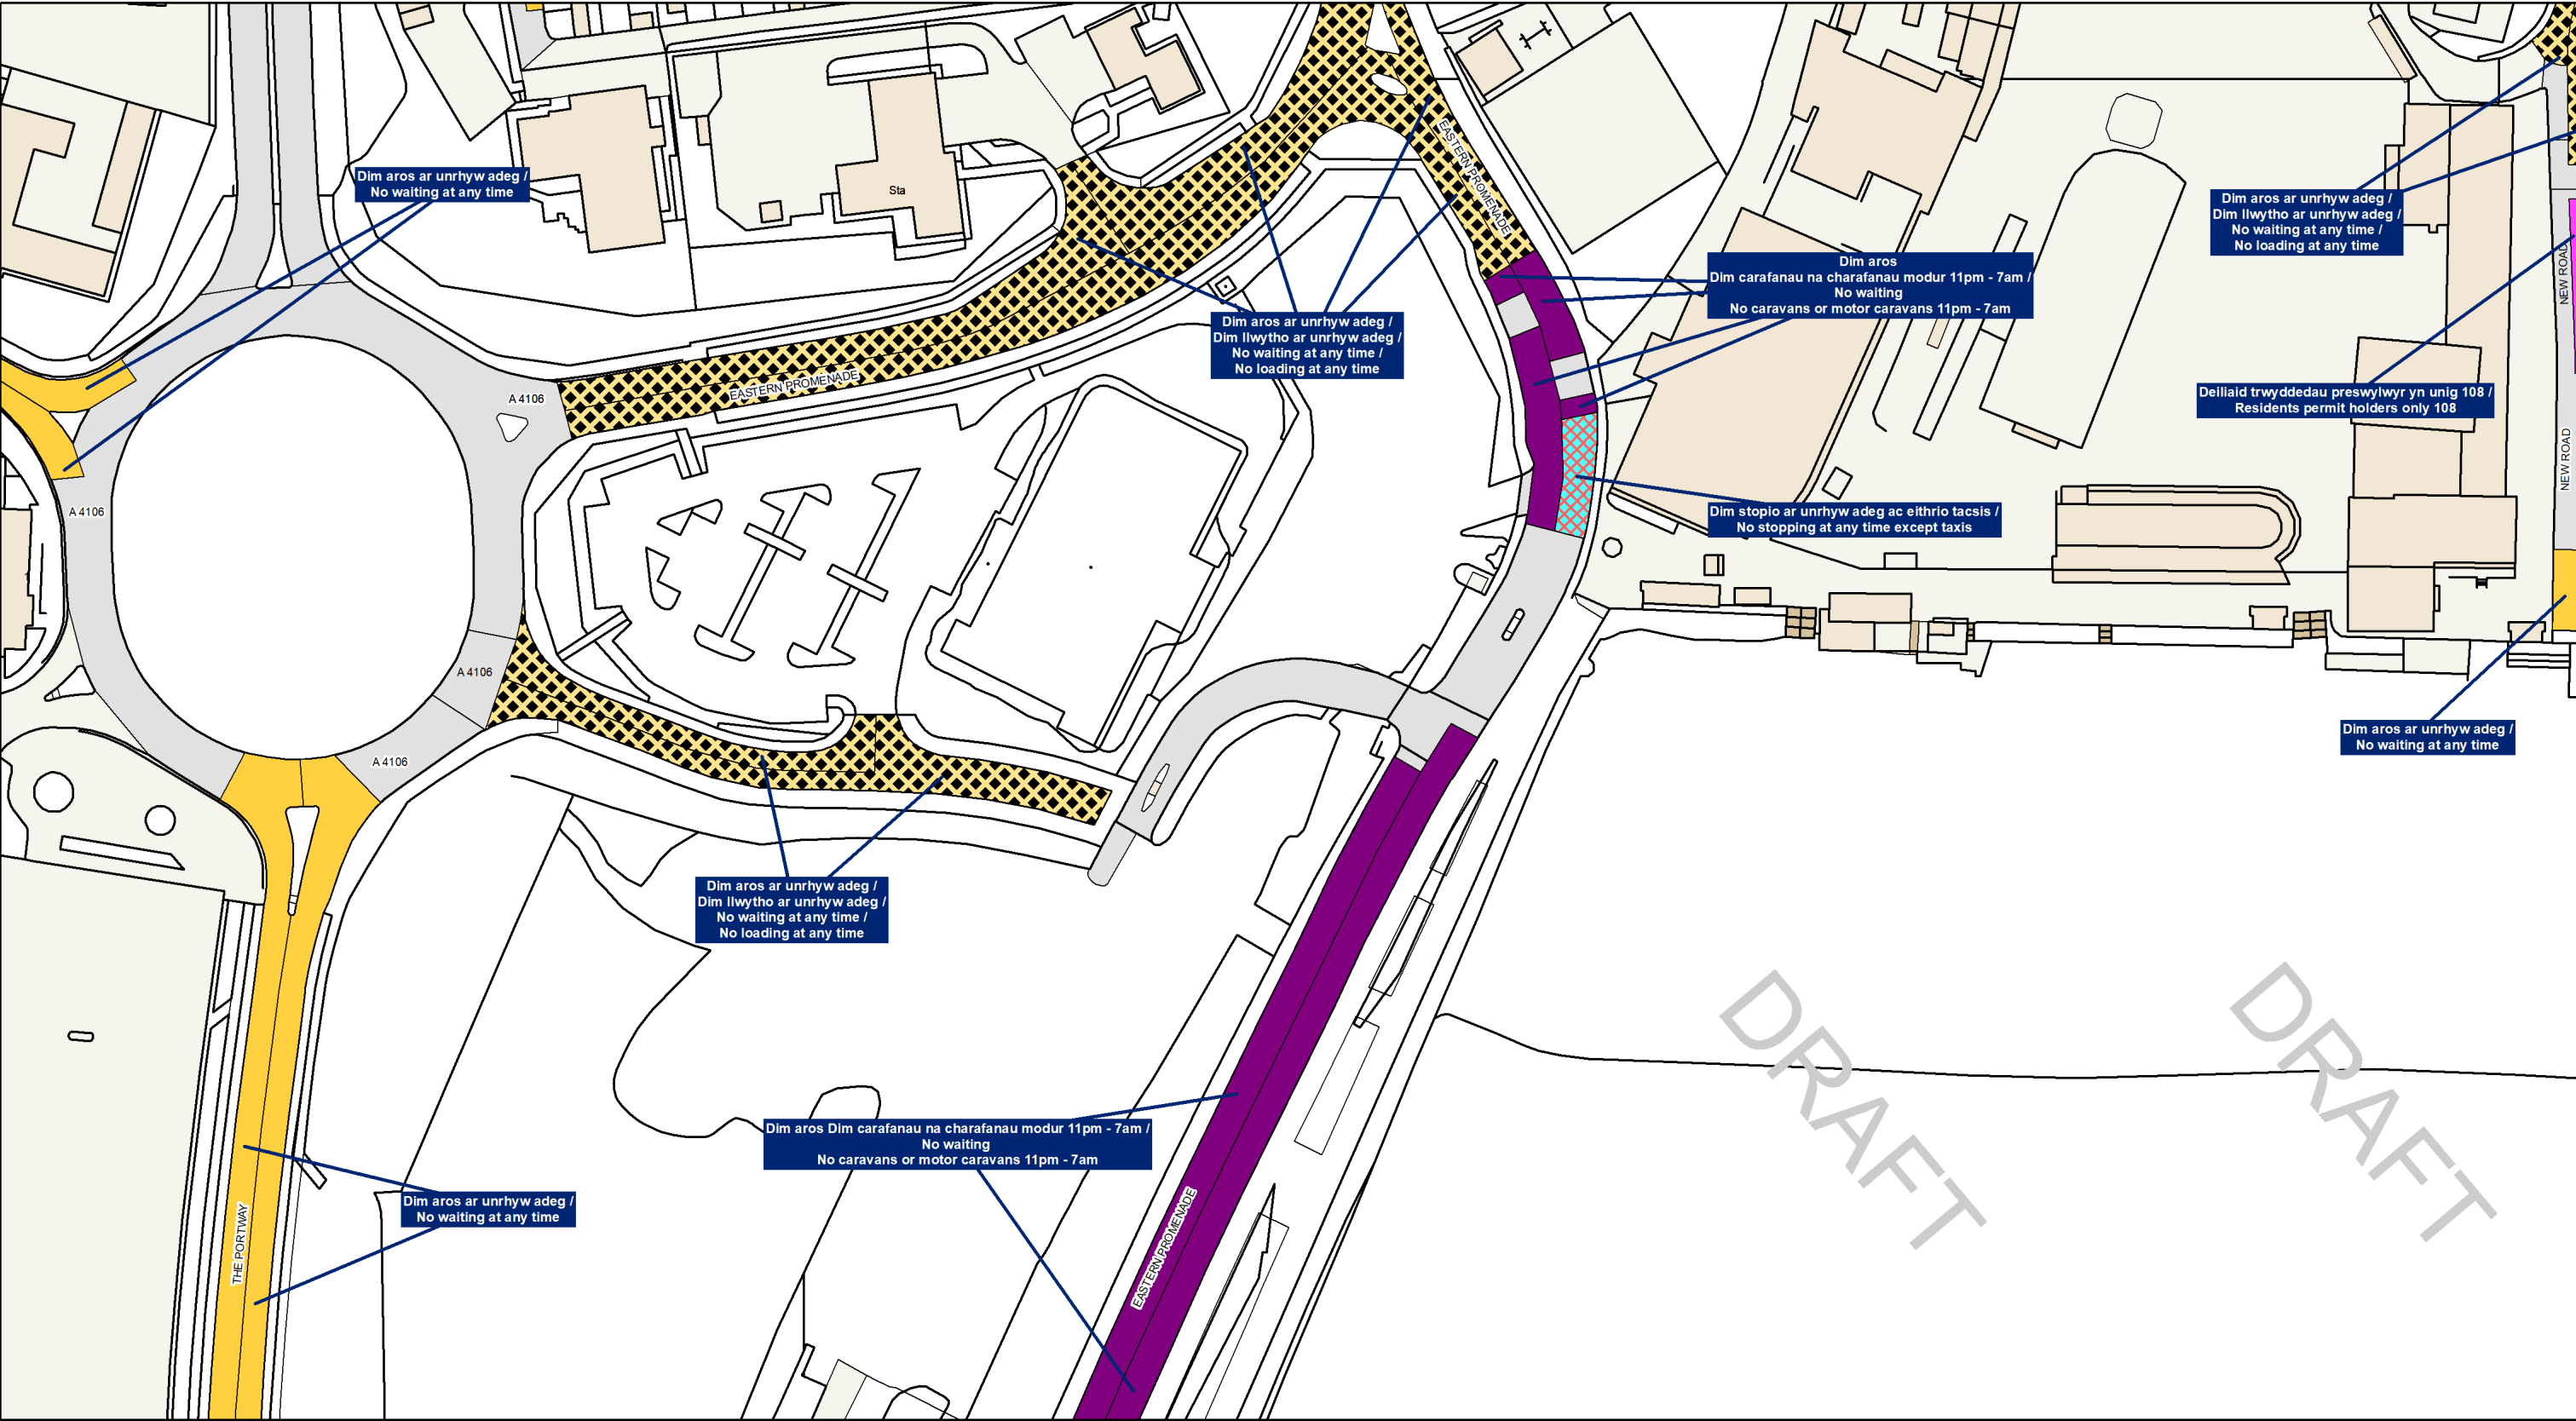 Dim aros ar unrhyw adeg /
No waiting at any time
Sta
EASTERN PROMENADE
Dim aros ar unrhyw adeg /
Dim llwytho ar unrhyw adeg /
No waiting at any time /
No loading at any time
NEW ROAD
Dim aros
Dim carafanau na charafanau modur 11pm - 7am /
No waiting
No caravans or motor caravans 11pm - 7am
Dim aros ar unrhyw adeg /
Dim llwytho ar unrhyw adeg /
No waiting at any time /
No loading at any time
EASTERN PROMENADE
A 4106
Deiliaid trwyddedau preswylwyr yn unig 108 /
Residents permit holders only 108
NEW ROAD
A 4106
Dim stopio ar unrhyw adeg ac eithrio tacsis /
No stopping at any time except taxis
A 4106
Dim aros ar unrhyw adeg /
No waiting at any time
A 4106
Dim aros ar unrhyw adeg /
Dim llwytho ar unrhyw adeg /
No waiting at any time /
No loading at any time
DRAFT
DRAFT
Dim aros Dim carafanau na charafanau modur 11pm - 7am /
No waiting
No caravans or motor caravans 11pm - 7am
Dim aros ar unrhyw adeg /
No waiting at any time
THE PORTWAY
EASTERN PROMENADE